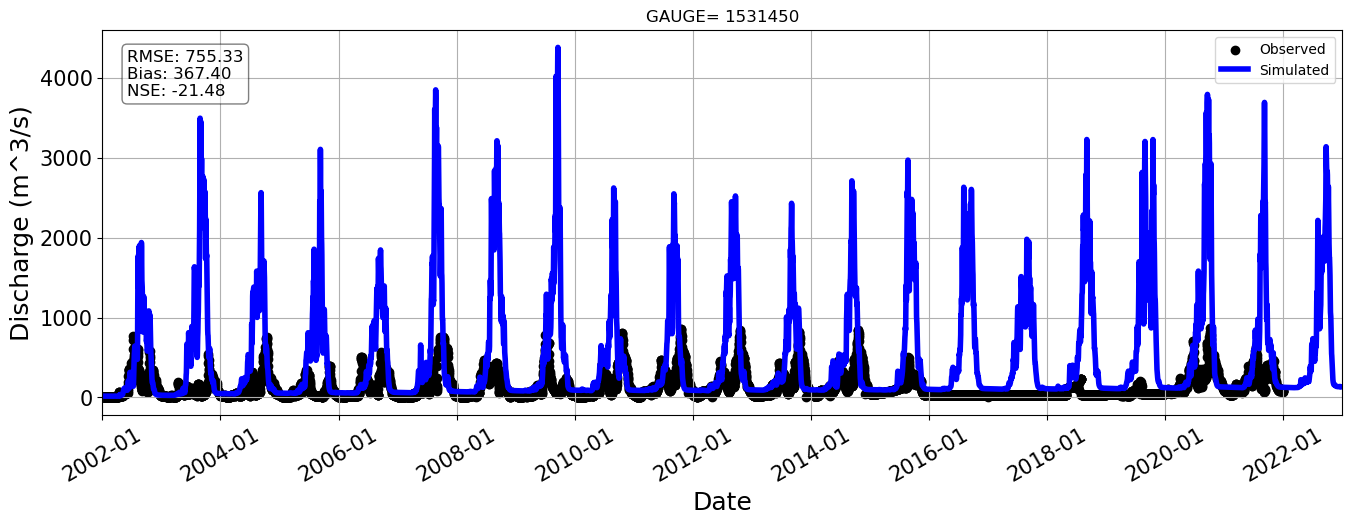 GAUGE= 1531450
RMSE: 755.33
Bias: 367.40
NSE: -21.48
Observed
Simulated
Discharge (m^3/s)
4000
3000
2000
1000
0
2002-01
2004-01
2006-01
2008-01
2010-01
2012-01
2014-01
2016-01
2018-01
2020-01
2022-01
Date